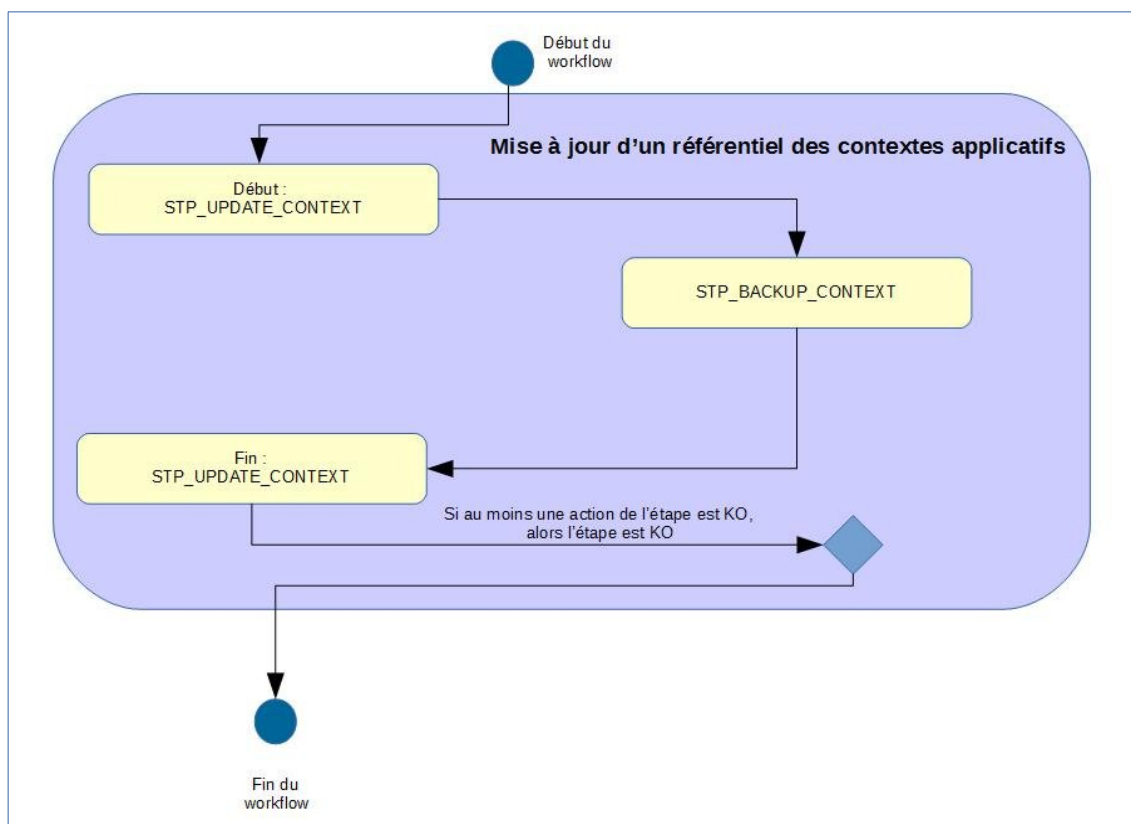 Début du
workflow
Mise à jour d’un référentiel des contextes applicatifs
Début :
STP_UPDATE_CONTEXT
STP_BACKUP_CONTEXT
Fin :
STP_UPDATE_CONTEXT
Si au moins une action de l’étape est KO,
alors l’étape est KO
Fin du
workflow